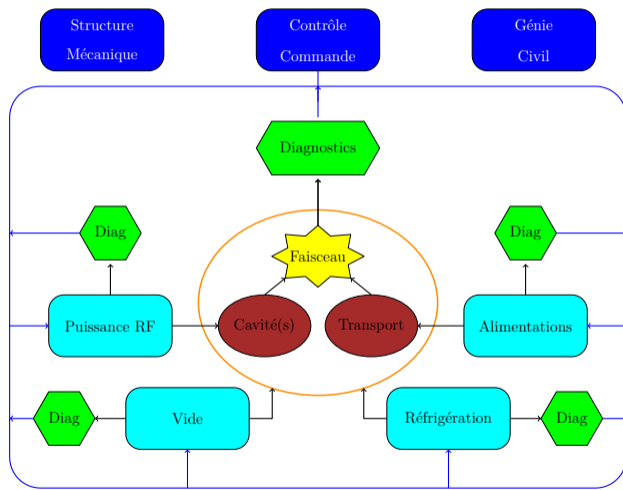 Structure
Mécanique
Contrôle
Commande
Génie
Civil
Diagnostics
Diag
Diag
Faisceau
Puissance RF
Cavité(s)
Transport
Alimentations
Diag
Vide
Réfrigération
Diag